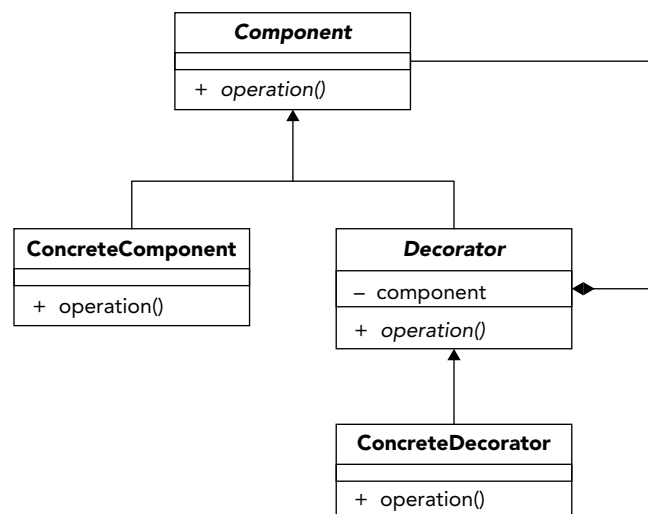 Component
+ operation()
ConcreteComponent
+ operation()
Decorator
– component
+ operation()
ConcreteDecorator
+ operation()